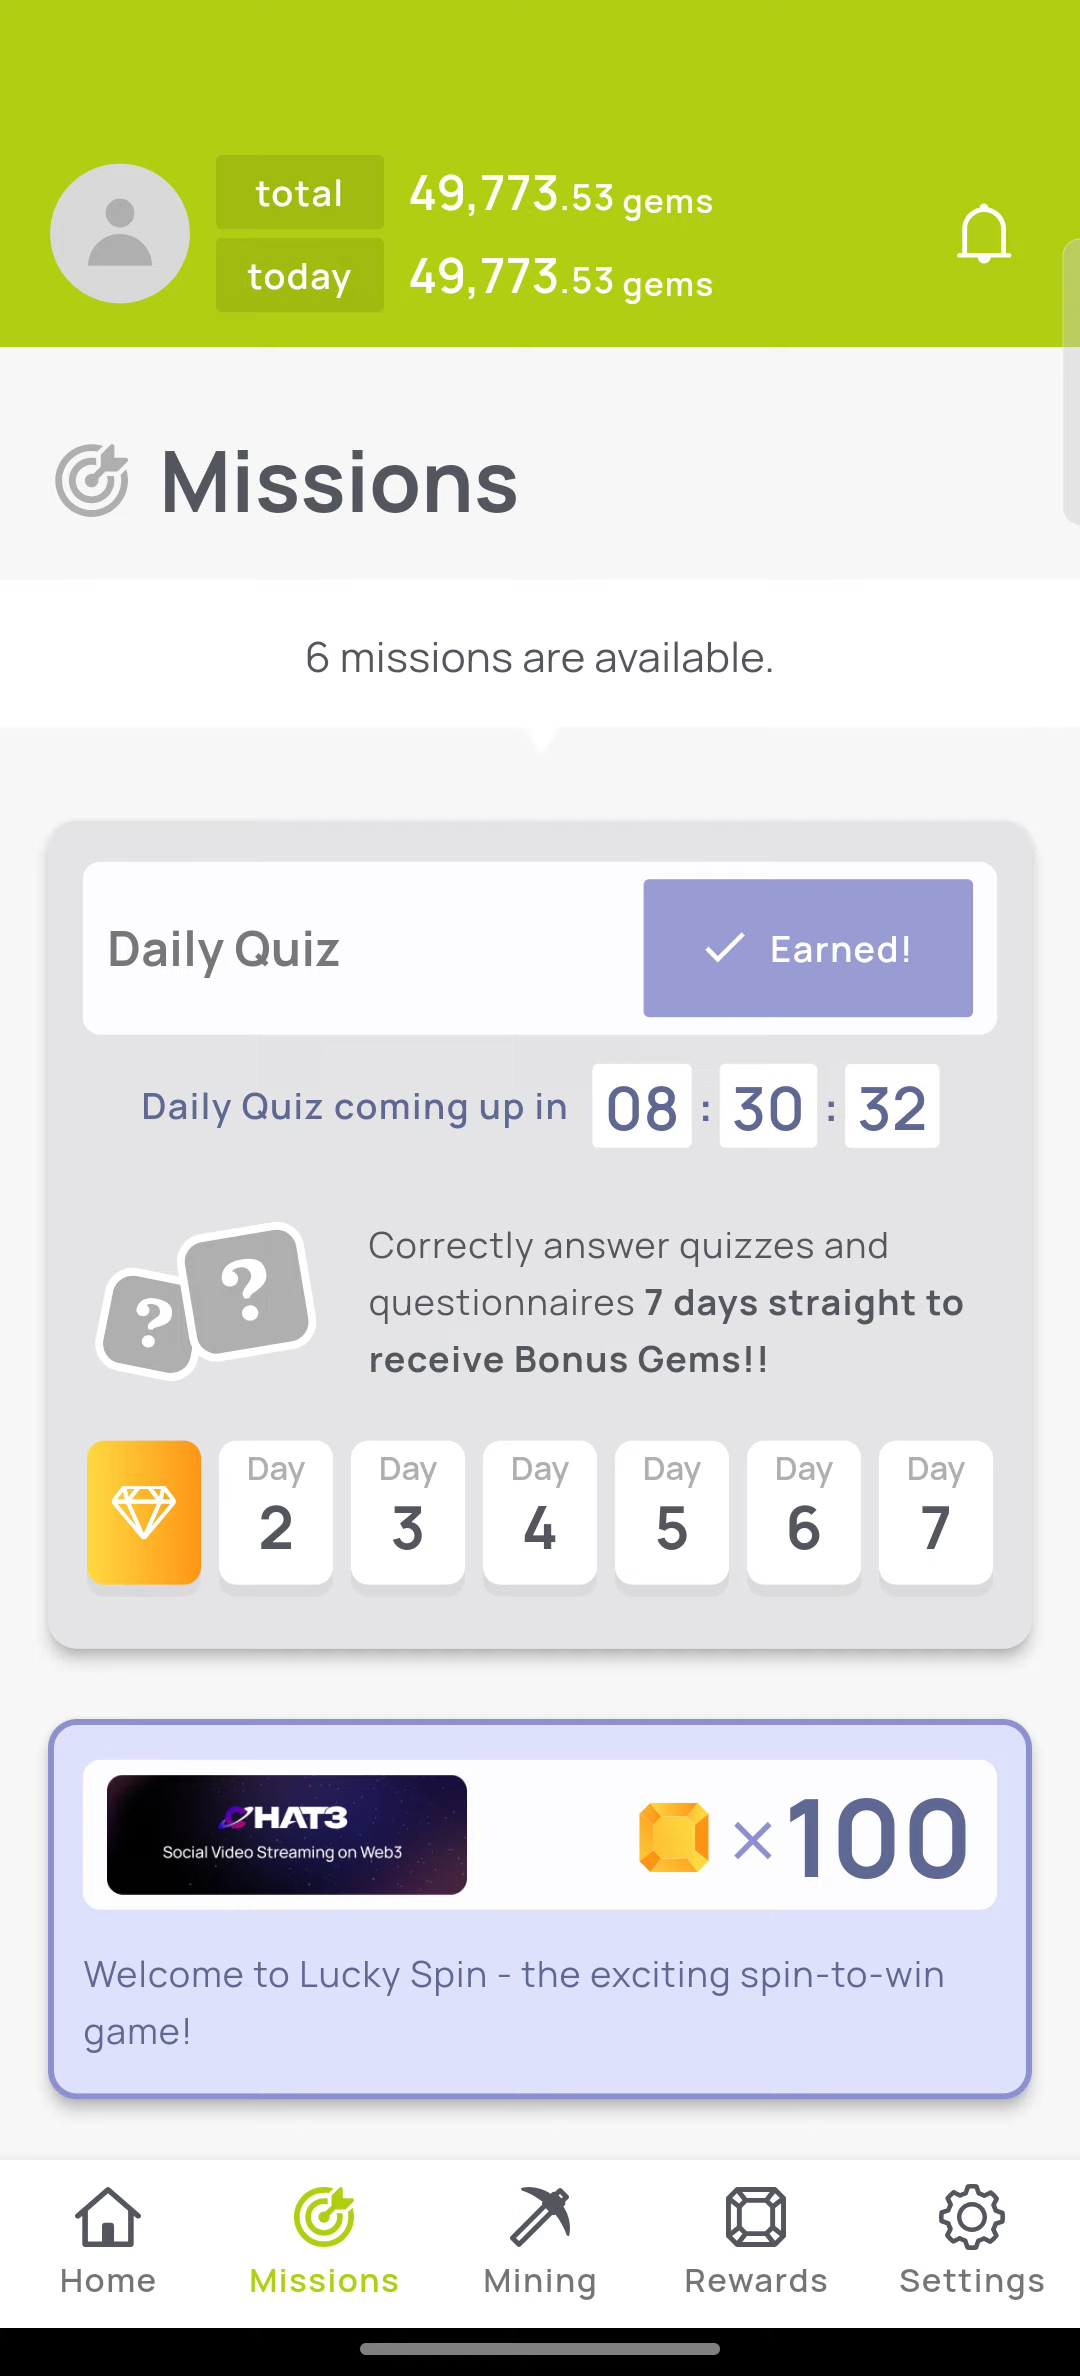 total 49,773.53 gems
today 49,773.53 gems
Missions
6 missions are available.
Daily Quiz
Earned!
Daily Quiz coming up in 08 : 30 : 32
? ?
Correctly answer quizzes and
questionnaires 7 days straight to
receive Bonus Gems!!
Day Day Day Day Day Day
2 3 4 5 6 7
CHAT3
Social Video Streaming on Web3
×100
Welcome to Lucky Spin - the exciting spin-to-win
game!
Home Missions Mining Rewards Settings